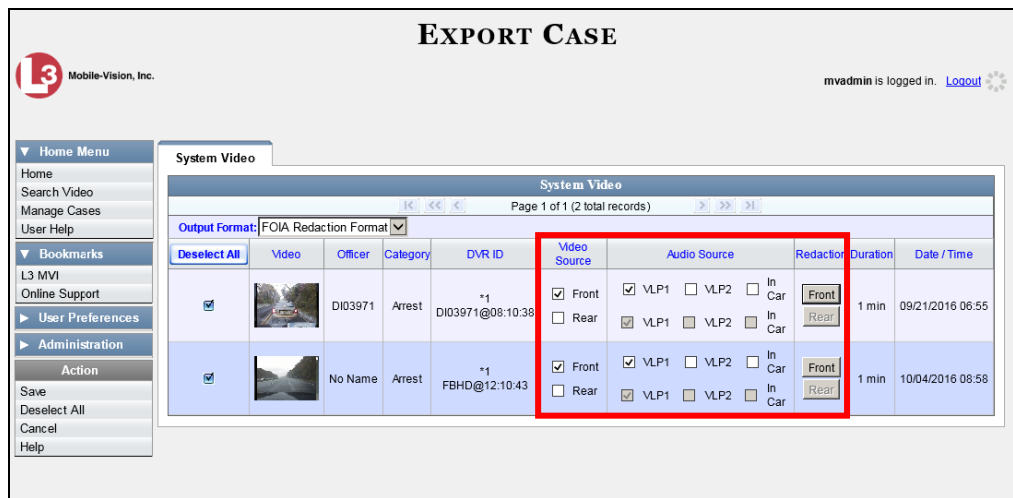 EXPORT CASE
L3 Mobile-Vision, Inc.
mvadmin is logged in. Logout
Home Menu
Home
Search Video
Manage Cases
User Help
Bookmarks
L3 MVI
Online Support
User Preferences
Administration
Action
Save
Deselect All
Cancel
Help
System Video
System Video
Page 1 of 1 (2 total records)
Output Format: FOIA Redaction Format
Deselect All Video Officer Category DVR ID Video Source Audio Source Redaction Duration Date / Time
DI03971 Arrest *1 DI03971@08:10:38 Front VLP1 VLP2 In Car Front 1 min 09/21/2016 06:55
Rear VLP1 VLP2 In Car Rear
No Name Arrest *1 FBHD@12:10:43 Front VLP1 VLP2 In Car Front 1 min 10/04/2016 08:58
Rear VLP1 VLP2 In Car Rear